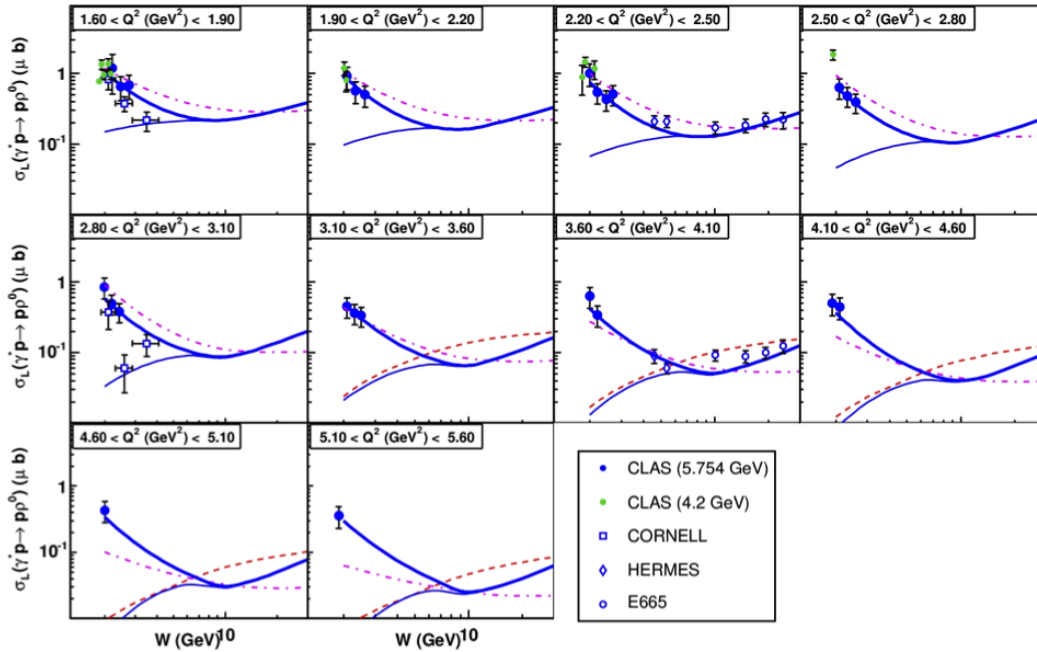 1.60 < Q² (GeV²) < 1.90
1.90 < Q² (GeV²) < 2.20
2.20 < Q² (GeV²) < 2.50
2.50 < Q² (GeV²) < 2.80
σL(γ*p→ pρ⁰) (μ b)
1
10⁻¹
2.80 < Q² (GeV²) < 3.10
3.10 < Q² (GeV²) < 3.60
3.60 < Q² (GeV²) < 4.10
4.10 < Q² (GeV²) < 4.60
σL(γ*p→ pρ⁰) (μ b)
1
10⁻¹
4.60 < Q² (GeV²) < 5.10
5.10 < Q² (GeV²) < 5.60
σL(γ*p→ pρ⁰) (μ b)
1
10⁻¹
CLAS (5.754 GeV)
CLAS (4.2 GeV)
CORNELL
HERMES
E665
W (GeV)
10
W (GeV)
10
W (GeV)
10
10